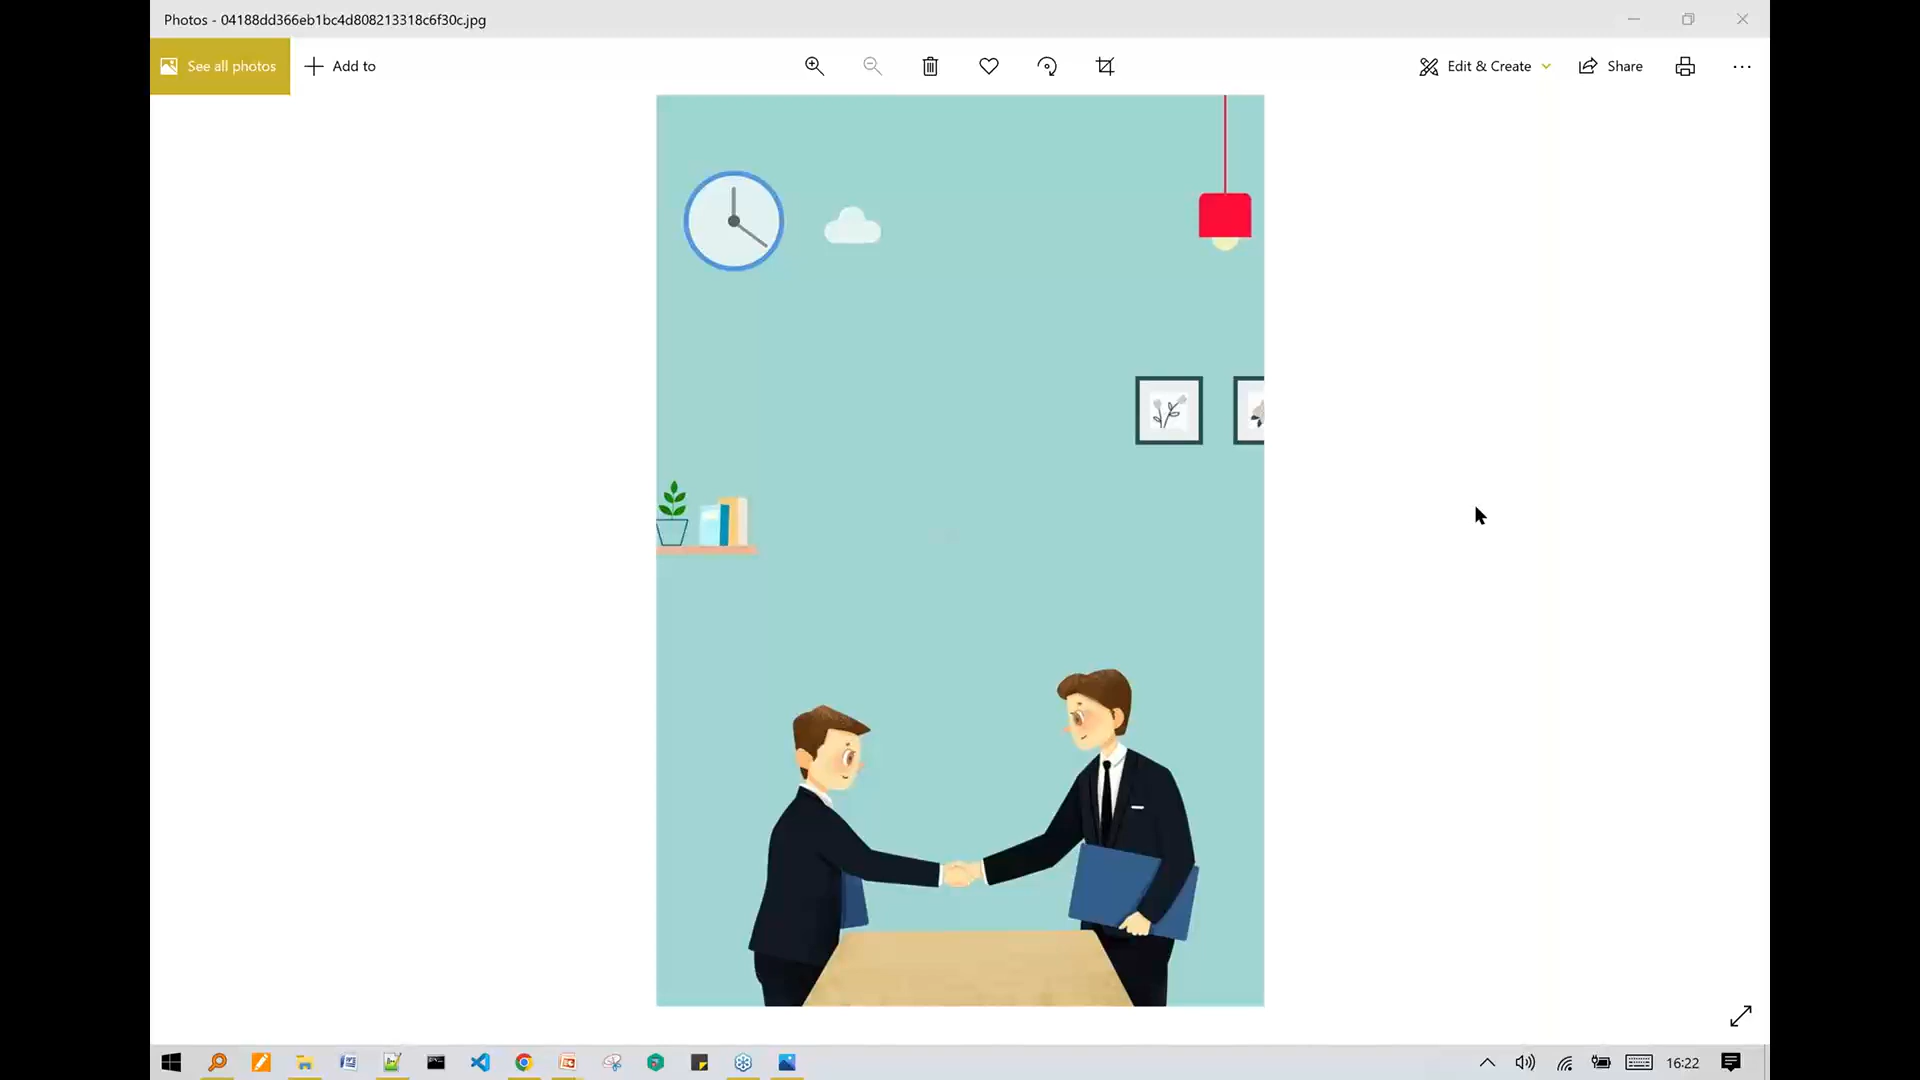 Photos - 04188dd366eb1bc4d808213318c6f30c.jpg
See all photos
Add to
Edit & Create
Share
16:22